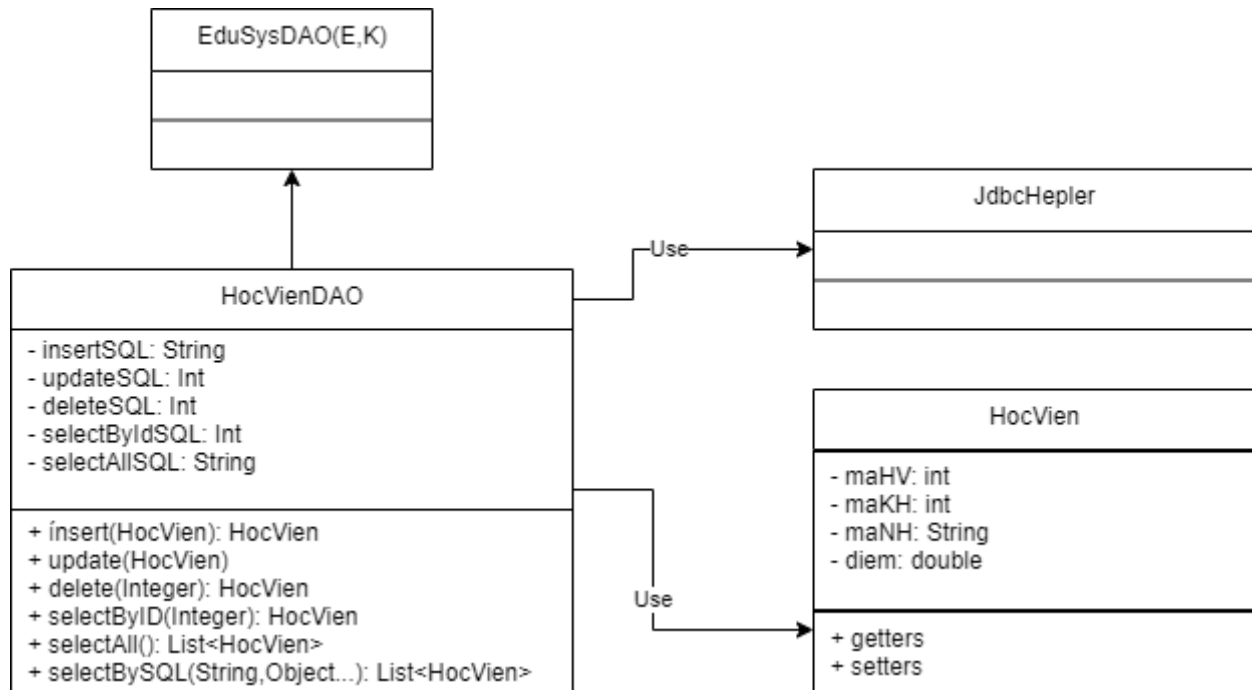 EduSysDAO(E,K)
JdbcHepler
Use
HocVienDAO
- insertSQL: String
- updateSQL: Int
- deleteSQL: Int
- selectByIdSQL: Int
- selectAllSQL: String
+ ínsert(HocVien): HocVien
+ update(HocVien)
+ delete(Integer): HocVien
+ selectByID(Integer): HocVien
+ selectAll(): List<HocVien>
+ selectBySQL(String,Object...): List<HocVien>
Use
HocVien
- maHV: int
- maKH: int
- maNH: String
- diem: double
+ getters
+ setters